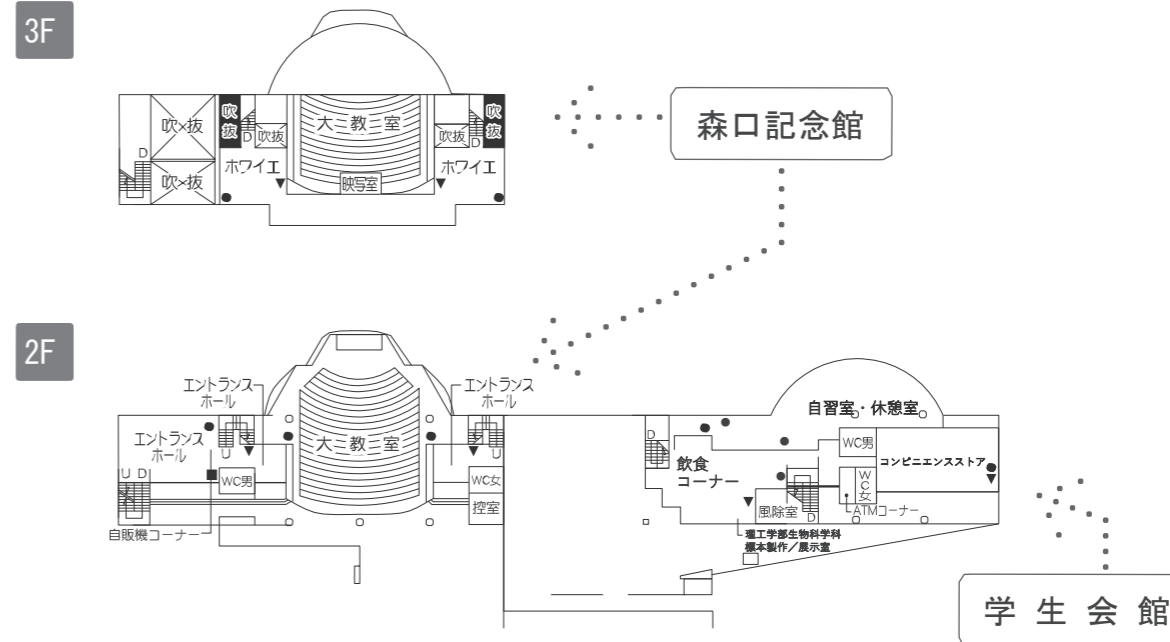 3F
吹抜
吹抜
吹×抜
D
吹抜
大教室
吹抜
D
D
ホワイエ
ホワイエ
吹×抜
映写室
森口記念館
2F
エントランス
ホール
エントランス
ホール
エントランス
ホール
U
大教室
U
U D
WC男
WC女
控室
自販機コーナー
自習室・休憩室
D
WC男
飲食
コーナー
コンビニエンスストア
WC女
風除室
D
ATMコーナー
理工学部生物科学科
標本製作/展示室
学生会館